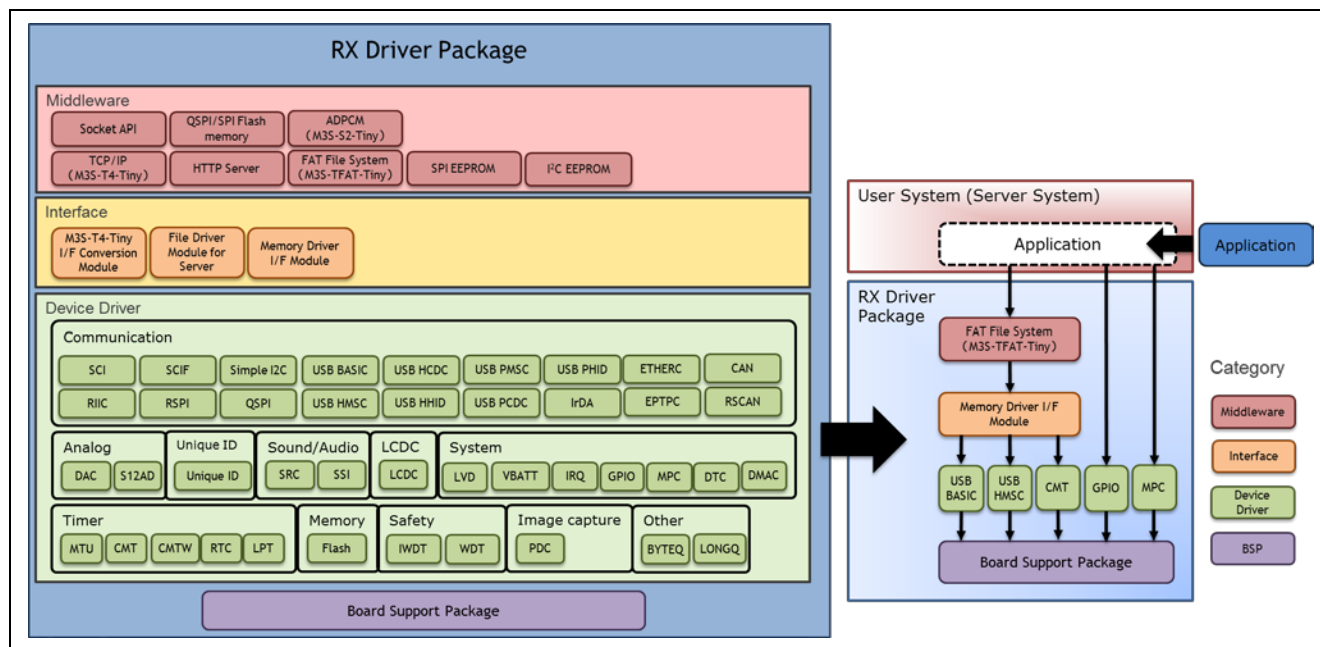 RX Driver Package
Middleware
Socket API
QSPI/SPI Flash
memory
ADPCM
(M3S-S2-Tiny)
TCP/IP
(M3S-T4-Tiny)
HTTP Server
FAT File System
(M3S-TFAT-Tiny)
SPI EEPROM
I²C EEPROM
Interface
M3S-T4-Tiny
I/F Conversion
Module
File Driver
Module for
Server
Memory Driver
I/F Module
Device Driver
Communication
SCI
SCIF
Simple I2C
USB BASIC
USB HCDC
USB PMSC
USB PHID
ETHERC
CAN
RIIC
RSPI
QSPI
USB HMSC
USB HHID
USB PCDC
IrDA
EPTPC
RSCAN
Analog
DAC
S12AD
Unique ID
Unique ID
Sound/Audio
SRC
SSI
LCDC
LCDC
System
LVD
VBATT
IRQ
GPIO
MPC
DTC
DMAC
Timer
MTU
CMT
CMTW
RTC
LPT
Memory
Flash
Safety
IWDT
WDT
Image capture
PDC
Other
BYTEQ
LONGQ
Board Support Package
User System (Server System)
Application
Application
RX Driver
Package
FAT File System
(M3S-TFAT-Tiny)
Memory Driver I/F
Module
USB
BASIC
USB
HMSC
CMT
GPIO
MPC
Board Support Package
Category
Middleware
Interface
Device
Driver
BSP